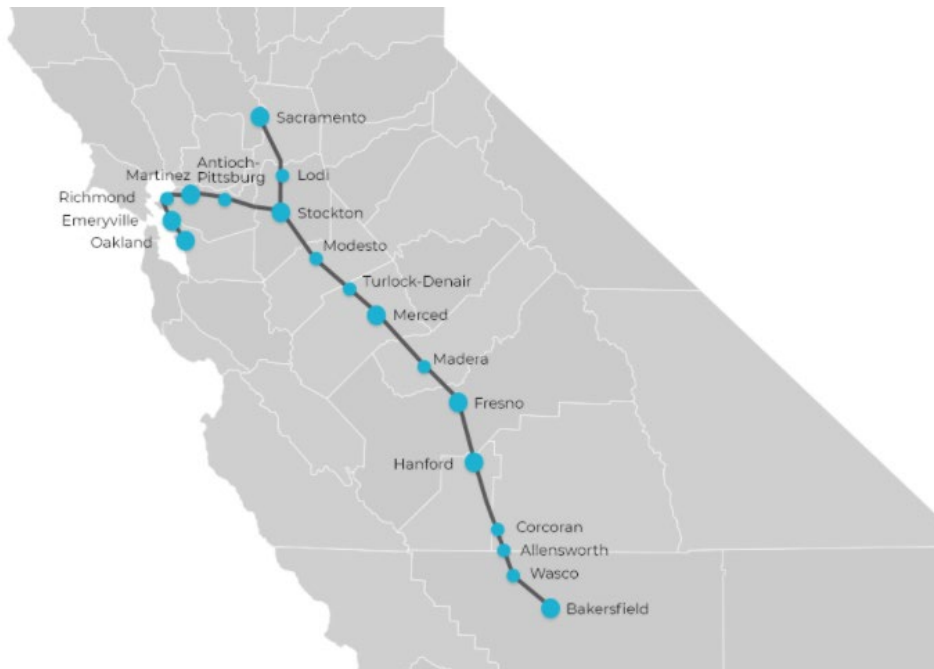 Sacramento
Antioch-
Pittsburg
Martinez
Lodi
Richmond
Stockton
Emeryville
Oakland
Modesto
Turlock-Denair
Merced
Madera
Fresno
Hanford
Corcoran
Allensworth
Wasco
Bakersfield